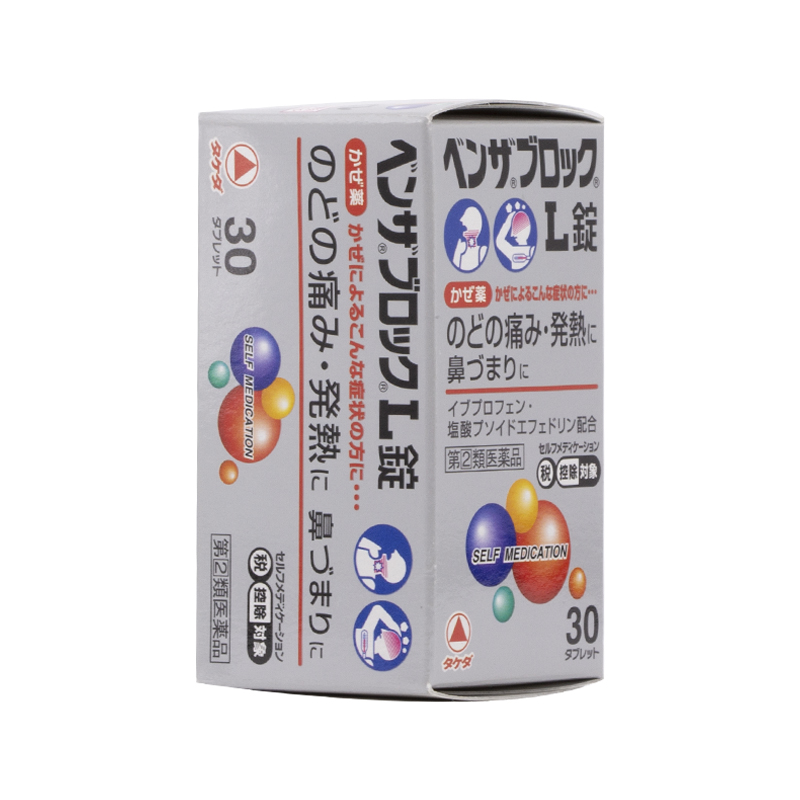 ベンザ®ブロック®
L錠
かぜ薬 かぜによるこんな症状の方に…
のどの痛み・発熱に
鼻づまりに
イブプロフェン・
塩酸プソイドエフェドリン配合
第②類医薬品
セルフメディケーション
税 控除 対象
SELF MEDICATION
30
タブレット
タケダ
ベンザ®ブロック®L錠
かぜ薬 かぜによるこんな症状の方に…
のどの痛み・発熱に 鼻づまりに
タケダ
30
タブレット
SELF MEDICATION
第②類医薬品
セルフメディケーション
税 控除 対象